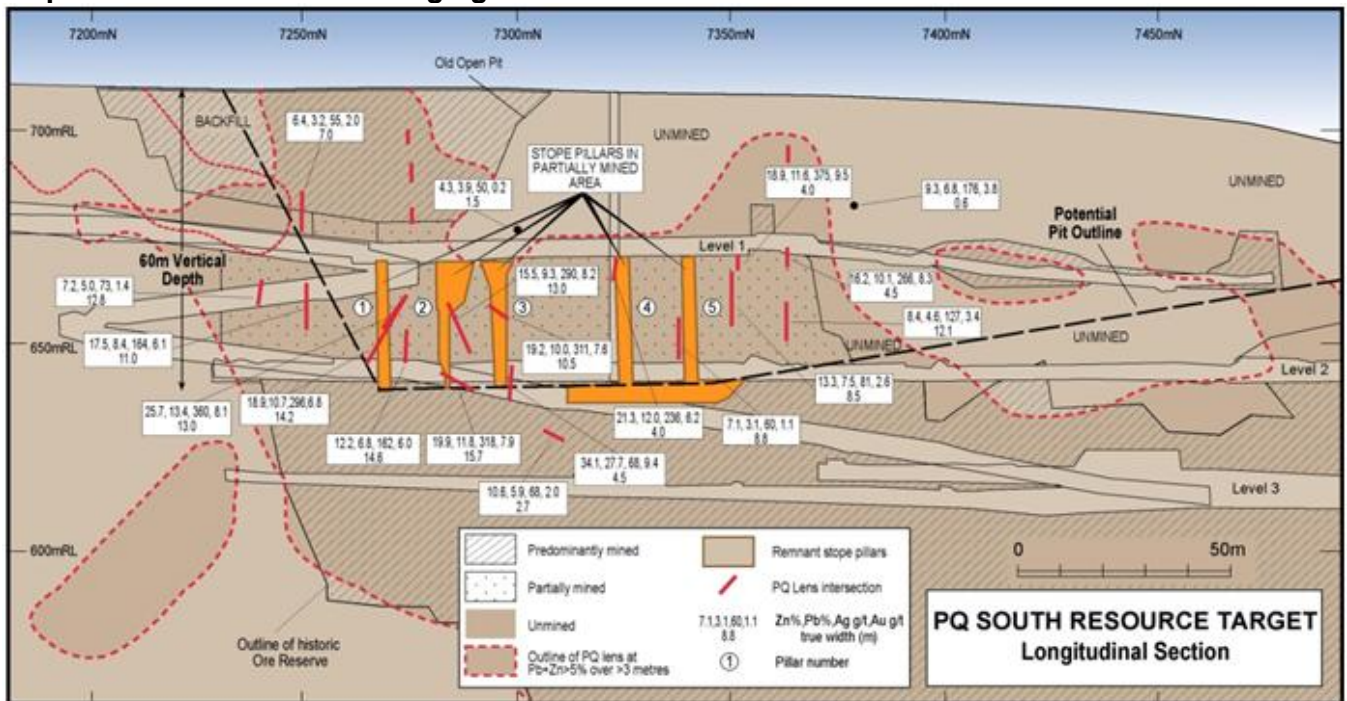 7200mN
7250mN
7300mN
7350mN
7400mN
7450mN
Old Open Pit
700mRL
BACKFILL
6.4, 3.2, 55, 2.0
7.0
UNMINED
STOPE PILLARS IN
PARTIALLY MINED
AREA
4.3, 3.9, 50, 0.2
1.5
18.9, 11.6, 375, 9.5
4.0
9.3, 6.8, 176, 3.8
0.6
UNMINED
Potential
Pit Outline
Level 1
60m Vertical
Depth
7.2, 5.0, 73, 1.4
12.8
15.5, 9.3, 290, 8.2
13.0
16.2, 10.1, 266, 8.3
4.5
1
2
3
4
5
8.4, 4.6, 127, 3.4
12.1
650mRL
17.5, 8.4, 164, 6.1
11.0
19.2, 10.0, 311, 7.6
10.5
UNMINED
UNMINED
Level 2
13.3, 7.5, 81, 2.6
8.5
25.7, 13.4, 360, 8.1
13.0
18.9,10.7,296,6.8
14.2
21.3, 12.0, 236, 6.2
4.0
7.1, 3.1, 60, 1.1
8.8
12.2, 6.8, 162, 6.0
14.6
19.9, 11.8, 318, 7.9
15.7
34.1, 27.7, 68, 9.4
4.5
10.6, 5.9, 68, 2.0
2.7
Level 3
600mRL
Outline of historic
Ore Reserve
Predominantly mined
Partially mined
Unmined
Outline of PQ lens at
Pb+Zn>5% over >3 metres
Remnant stope pillars
PQ Lens intersection
7.1,3.1,60,1.1
8.8
Zn%,Pb%,Ag g/t,Au g/t
true width (m)
1
Pillar number
0
50m
PQ SOUTH RESOURCE TARGET
Longitudinal Section